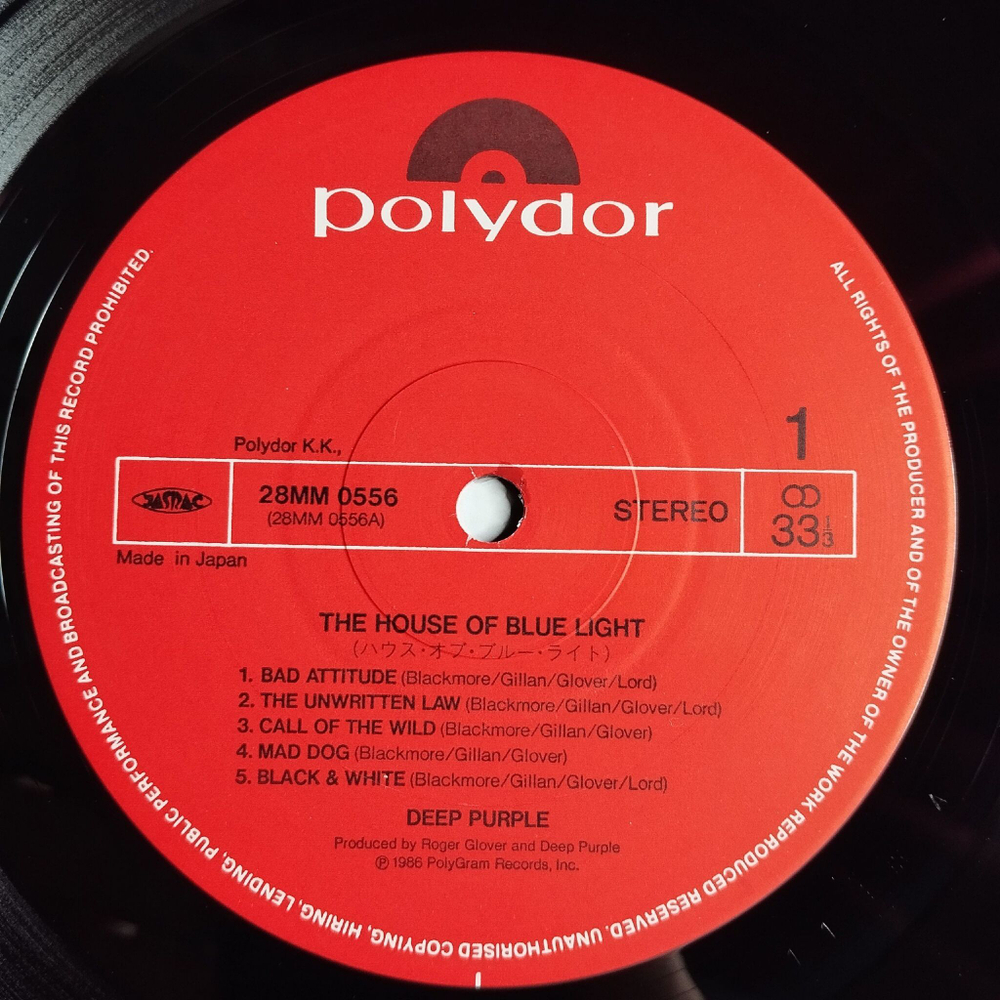 polydor
ALL RIGHTS OF THE PRODUCER AND OF THE OWNER OF THE WORK REPRODUCED RESERVED. UNAUTHORISED COPYING, HIRING, LENDING, PUBLIC PERFORMANCE AND BROADCASTING OF THIS RECORD PROHIBITED.
1
Polydor K.K.,
JASRAC
28MM 0556
(28MM 0556A)
STEREO
33 1/3
Made in Japan
THE HOUSE OF BLUE LIGHT
(ハウス・オブ・ブルー・ライト)
1. BAD ATTITUDE (Blackmore/Gillan/Glover/Lord)
2. THE UNWRITTEN LAW (Blackmore/Gillan/Glover/Lord)
3. CALL OF THE WILD (Blackmore/Gillan/Glover)
4. MAD DOG (Blackmore/Gillan/Glover)
5. BLACK & WHITE (Blackmore/Gillan/Glover/Lord)
DEEP PURPLE
Produced by Roger Glover and Deep Purple
℗ 1986 PolyGram Records, Inc.